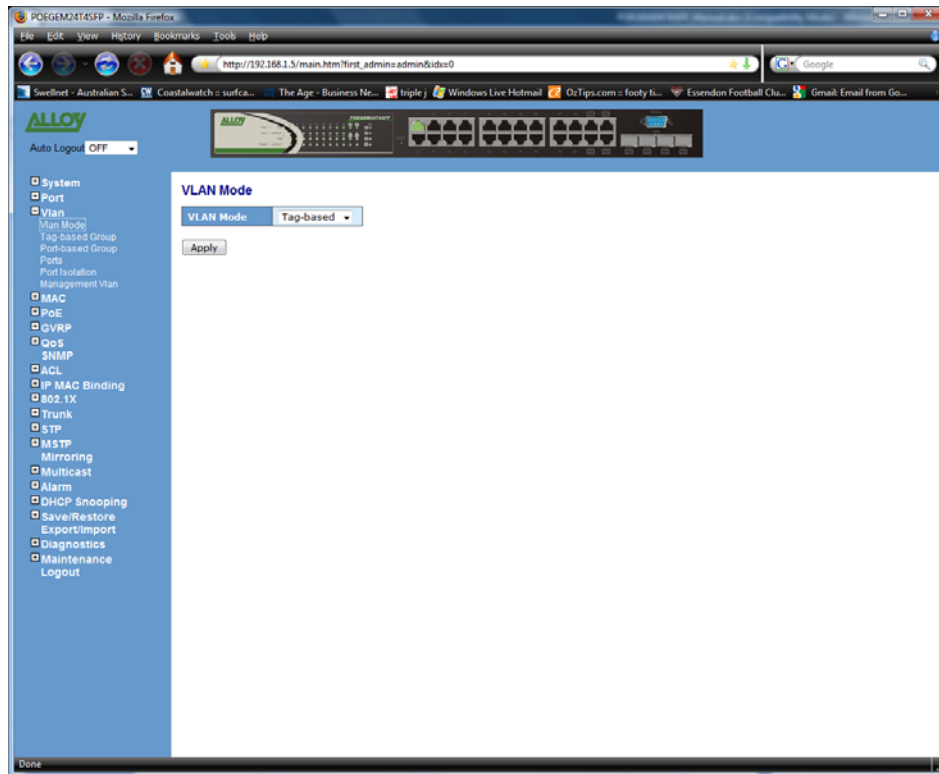 POEGEM24T4SFP - Mozilla Firefox
File Edit View History Bookmarks Tools Help
http://192.168.1.5/main.htm?first_admin=admin&idx=0
Google
Swellnet - Australian S... Coastalwatch :: surfca... The Age - Business Ne... triple j Windows Live Hotmail OzTips.com :: footy ti... Essendon Football Clu... Gmail: Email from Go...
ALLOY
ALLOY
Auto Logout OFF
System
Port
Vlan
Vlan Mode
Tag-based Group
Port-based Group
Ports
Port Isolation
Management Vlan
MAC
PoE
GVRP
QoS
SNMP
ACL
IP MAC Binding
802.1X
Trunk
STP
MSTP
Mirroring
Multicast
Alarm
DHCP Snooping
Save/Restore
Export/Import
Diagnostics
Maintenance
Logout
VLAN Mode
VLAN Mode Tag-based
Apply
Done